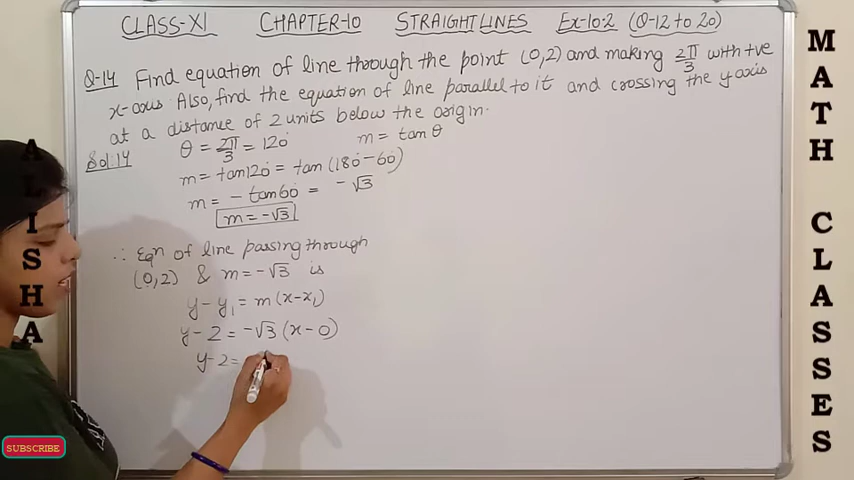 CLASS-XI CHAPTER-10 STRAIGHT LINES Ex-10.2 (Q-12 to 20)
Q-14 Find equation of line through the point (0,2) and making 2π/3 with +ve
x-axis Also, find the equation of line parallel to it and crossing the y axis
at a distance of 2 units below the origin.
Sol.14 θ = 2π/3 = 120° m = tan θ
m = tan120° = tan (180°-60°)
m = - tan60° = -√3
m = -√3
∴ Eqn of line passing through
(0,2) & m = -√3 is
y-y₁ = m(x-x₁)
y-2 = -√3 (x-0)
y-2 =
ALISHA
MATH CLASSES
SUBSCRIBE